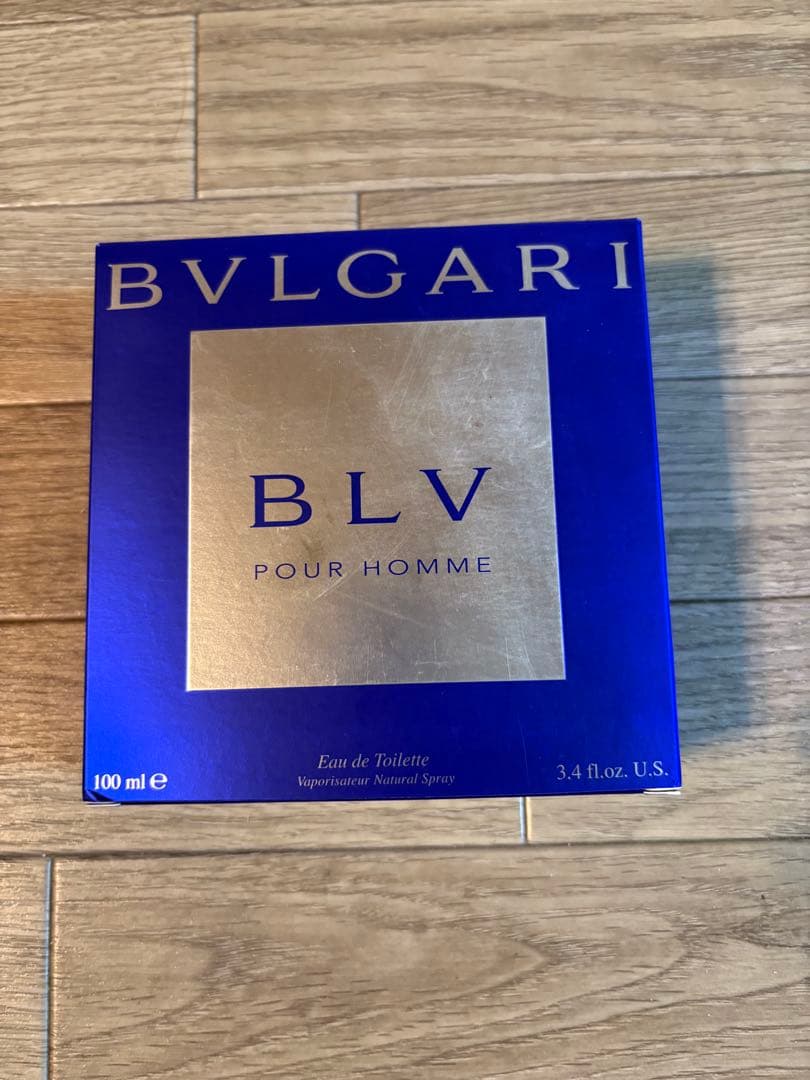 BVLGARI
BLV
POUR HOMME
Eau de Toilette
Vaporisateur Natural Spray
100 ml ℮
3.4 fl.oz. U.S.